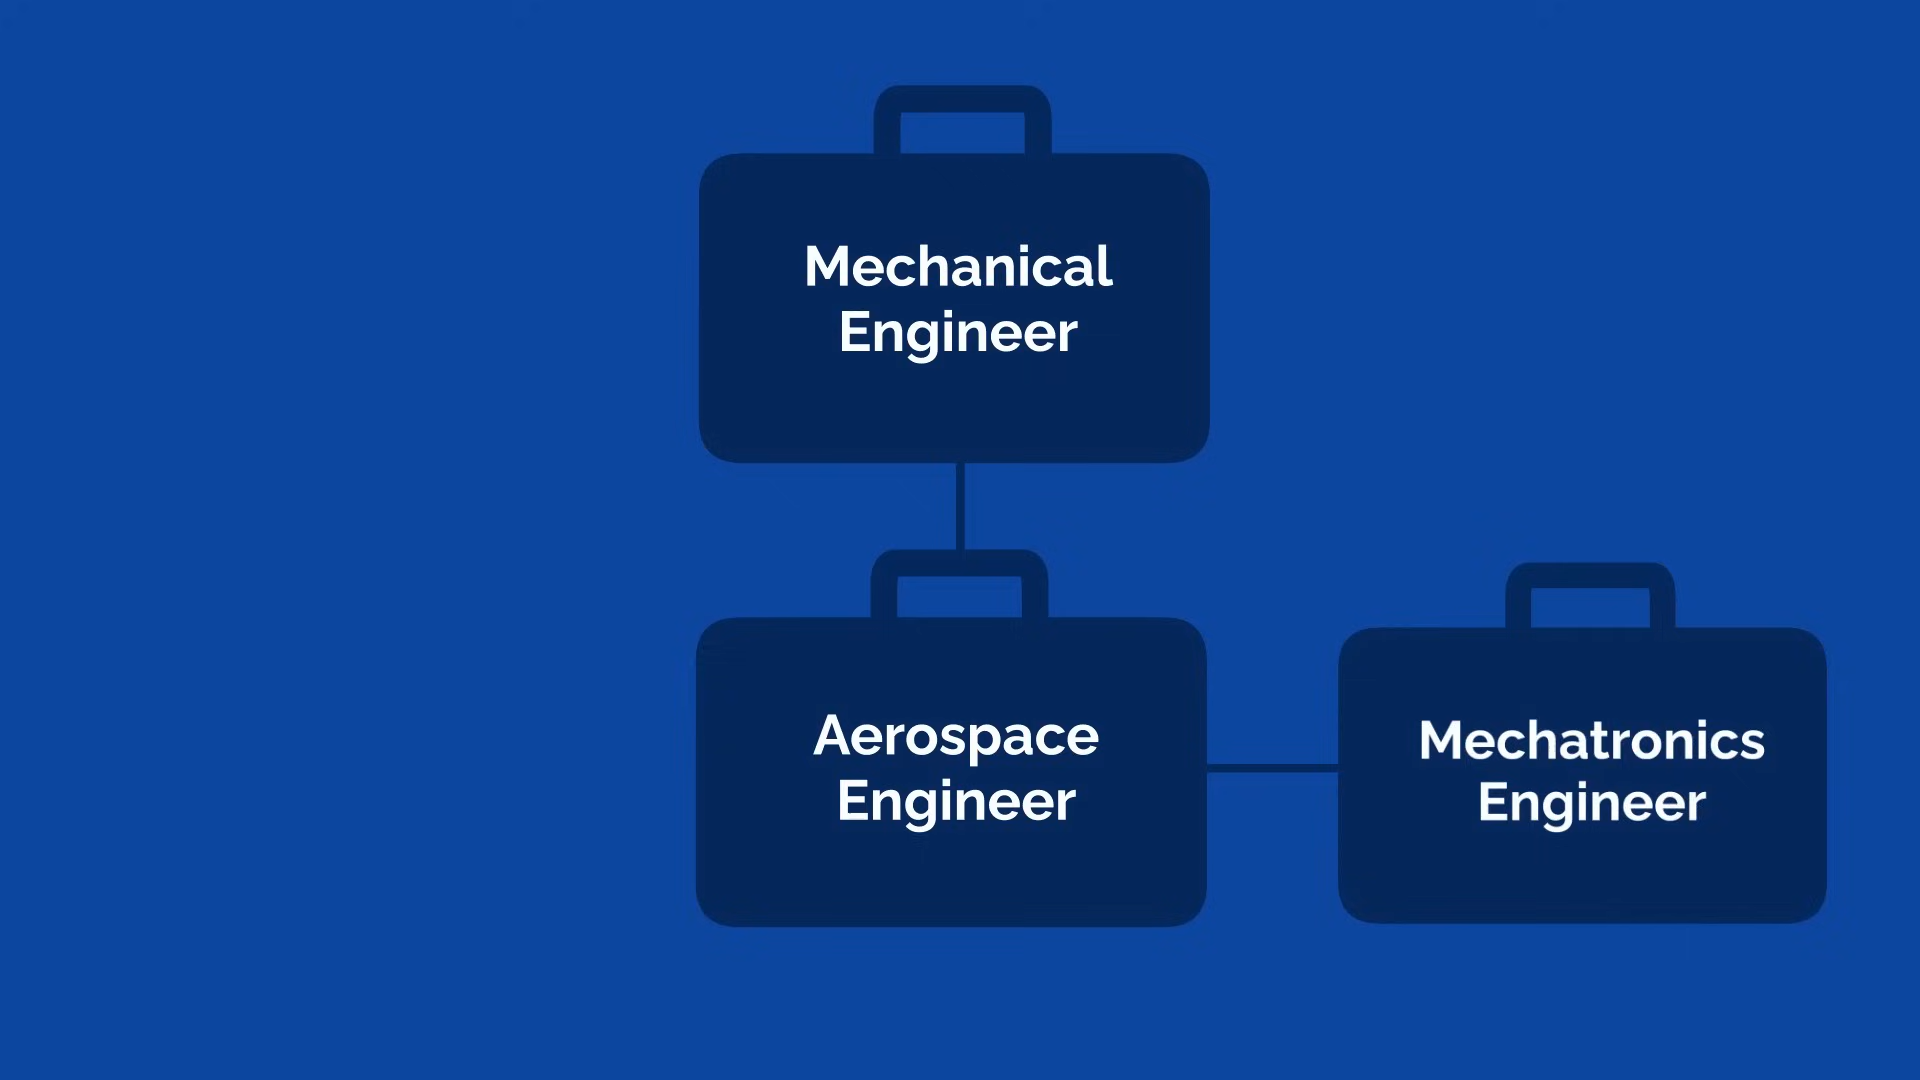 Mechanical
Engineer
Aerospace
Engineer
Mechatronics
Engineer